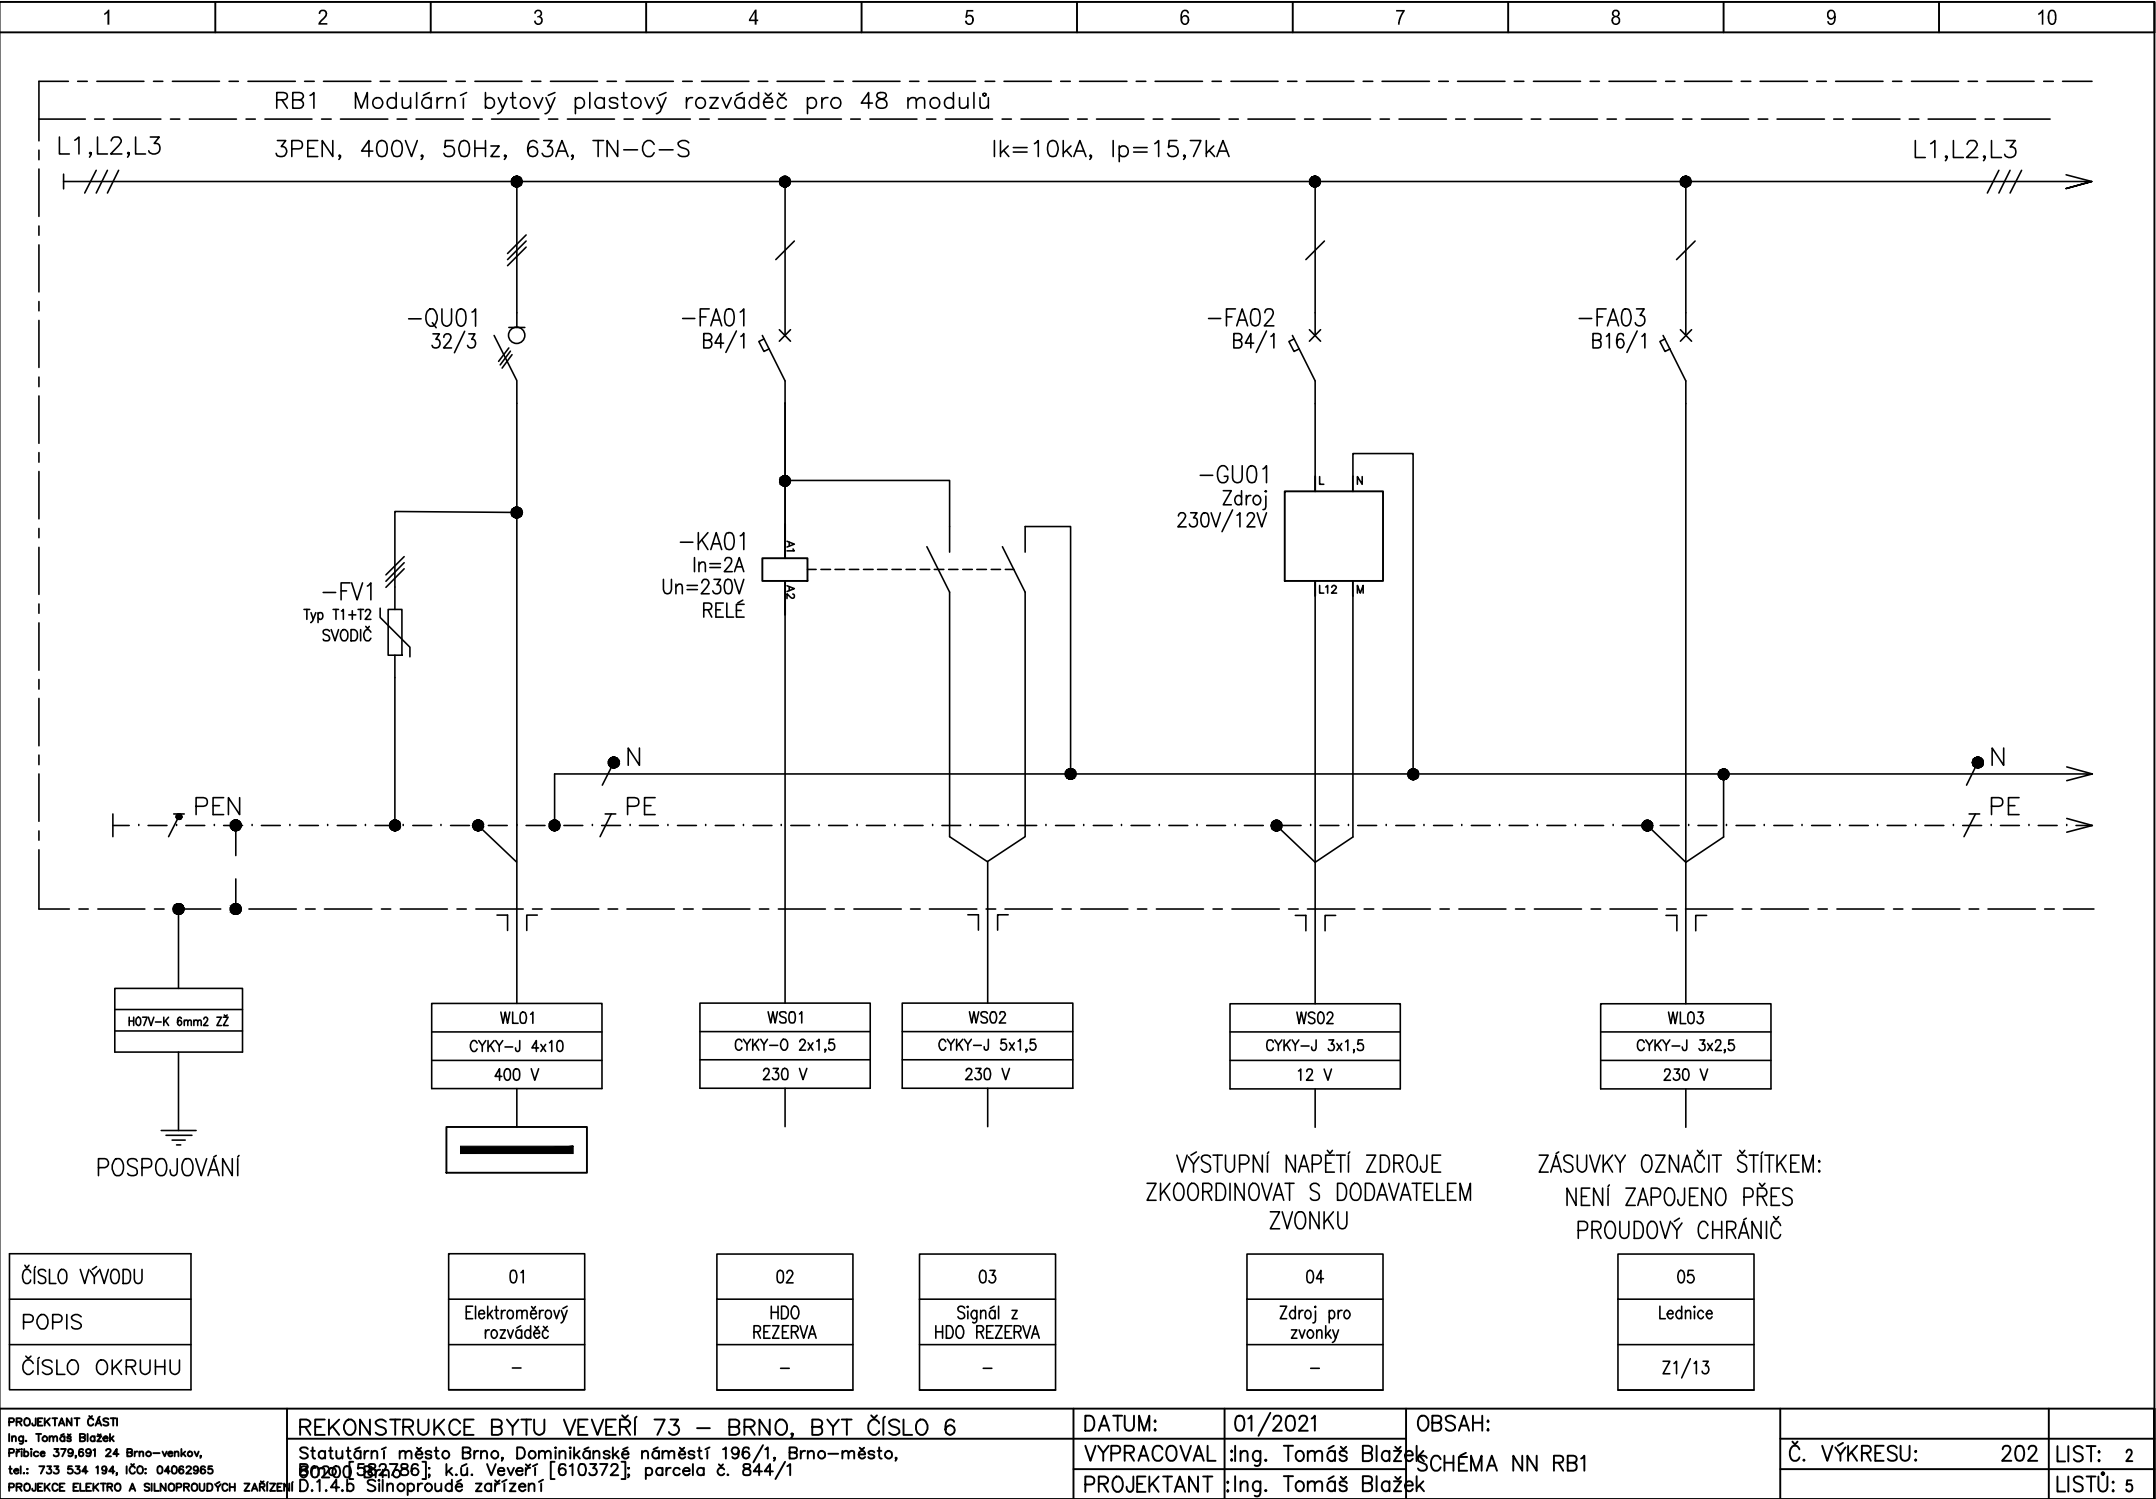 1 2 3 4 5 6 7 8 9 10
RB1 Modulární bytový plastový rozváděč pro 48 modulů
L1,L2,L3
3PEN, 400V, 50Hz, 63A, TN-C-S
Ik=10kA, Ip=15,7kA
L1,L2,L3
-QU01
32/3
-FA01
B4/1
-FA02
B4/1
-FA03
B16/1
-FV1
Typ T1+T2
SVODIČ
-KA01
In=2A
Un=230V
RELÉ
A1
A2
-GU01
Zdroj
230V/12V
L N
L12 M
N
N
PEN
PE
PE
H07V-K 6mm2 ZŽ
POSPOJOVÁNÍ
WL01
CYKY-J 4x10
400 V
WS01
CYKY-O 2x1,5
230 V
WS02
CYKY-J 5x1,5
230 V
WS02
CYKY-J 3x1,5
12 V
WL03
CYKY-J 3x2,5
230 V
VÝSTUPNÍ NAPĚTÍ ZDROJE
ZKOORDINOVAT S DODAVATELEM
ZVONKU
ZÁSUVKY OZNAČIT ŠTÍTKEM:
NENÍ ZAPOJENO PŘES
PROUDOVÝ CHRÁNIČ
ČÍSLO VÝVODU
POPIS
ČÍSLO OKRUHU
01
Elektroměrový
rozváděč
-
02
HDO
REZERVA
-
03
Signál z
HDO REZERVA
-
04
Zdroj pro
zvonky
-
05
Lednice
Z1/13
PROJEKTANT ČÁSTI
Ing. Tomáš Blažek
Přibice 379,691 24 Brno-venkov,
tel.: 733 534 194, IČO: 04062965
PROJEKCE ELEKTRO A SILNOPROUDÝCH ZAŘÍZENÍ
REKONSTRUKCE BYTU VEVEŘÍ 73 - BRNO, BYT ČÍSLO 6
Statutární město Brno, Dominikánské náměstí 196/1, Brno-město,
60200 Brno
Brno [582786]; k.ú. Veveří [610372]; parcela č. 844/1
D.1.4.b Silnoproudé zařízení
DATUM: 01/2021
VYPRACOVAL :Ing. Tomáš Blažek
PROJEKTANT :Ing. Tomáš Blažek
OBSAH:
SCHÉMA NN RB1
Č. VÝKRESU: 202
LIST: 2
LISTŮ: 5